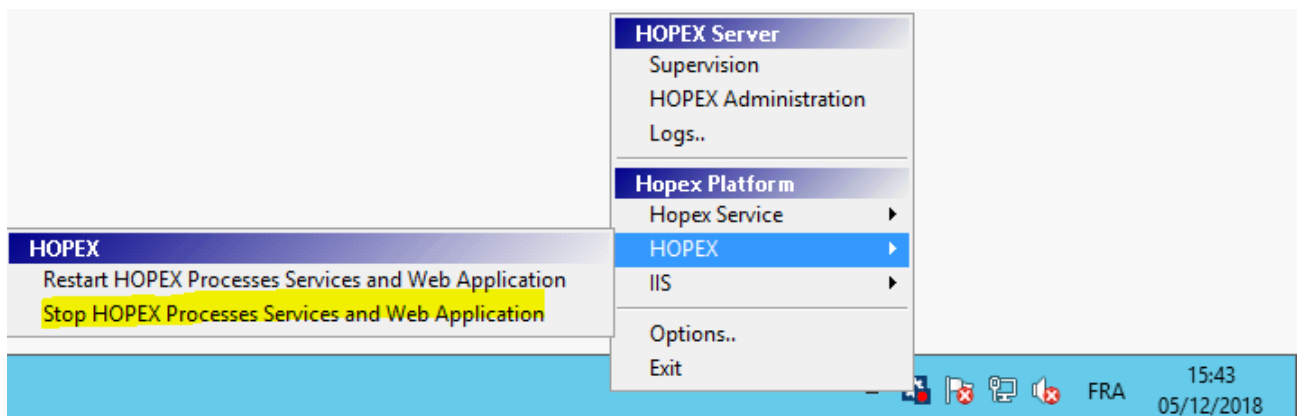 HOPEX Server
Supervision
HOPEX Administration
Logs..
Hopex Platform
Hopex Service
HOPEX
IIS
Options..
Exit
HOPEX
Restart HOPEX Processes Services and Web Application
Stop HOPEX Processes Services and Web Application
FRA
15:43
05/12/2018